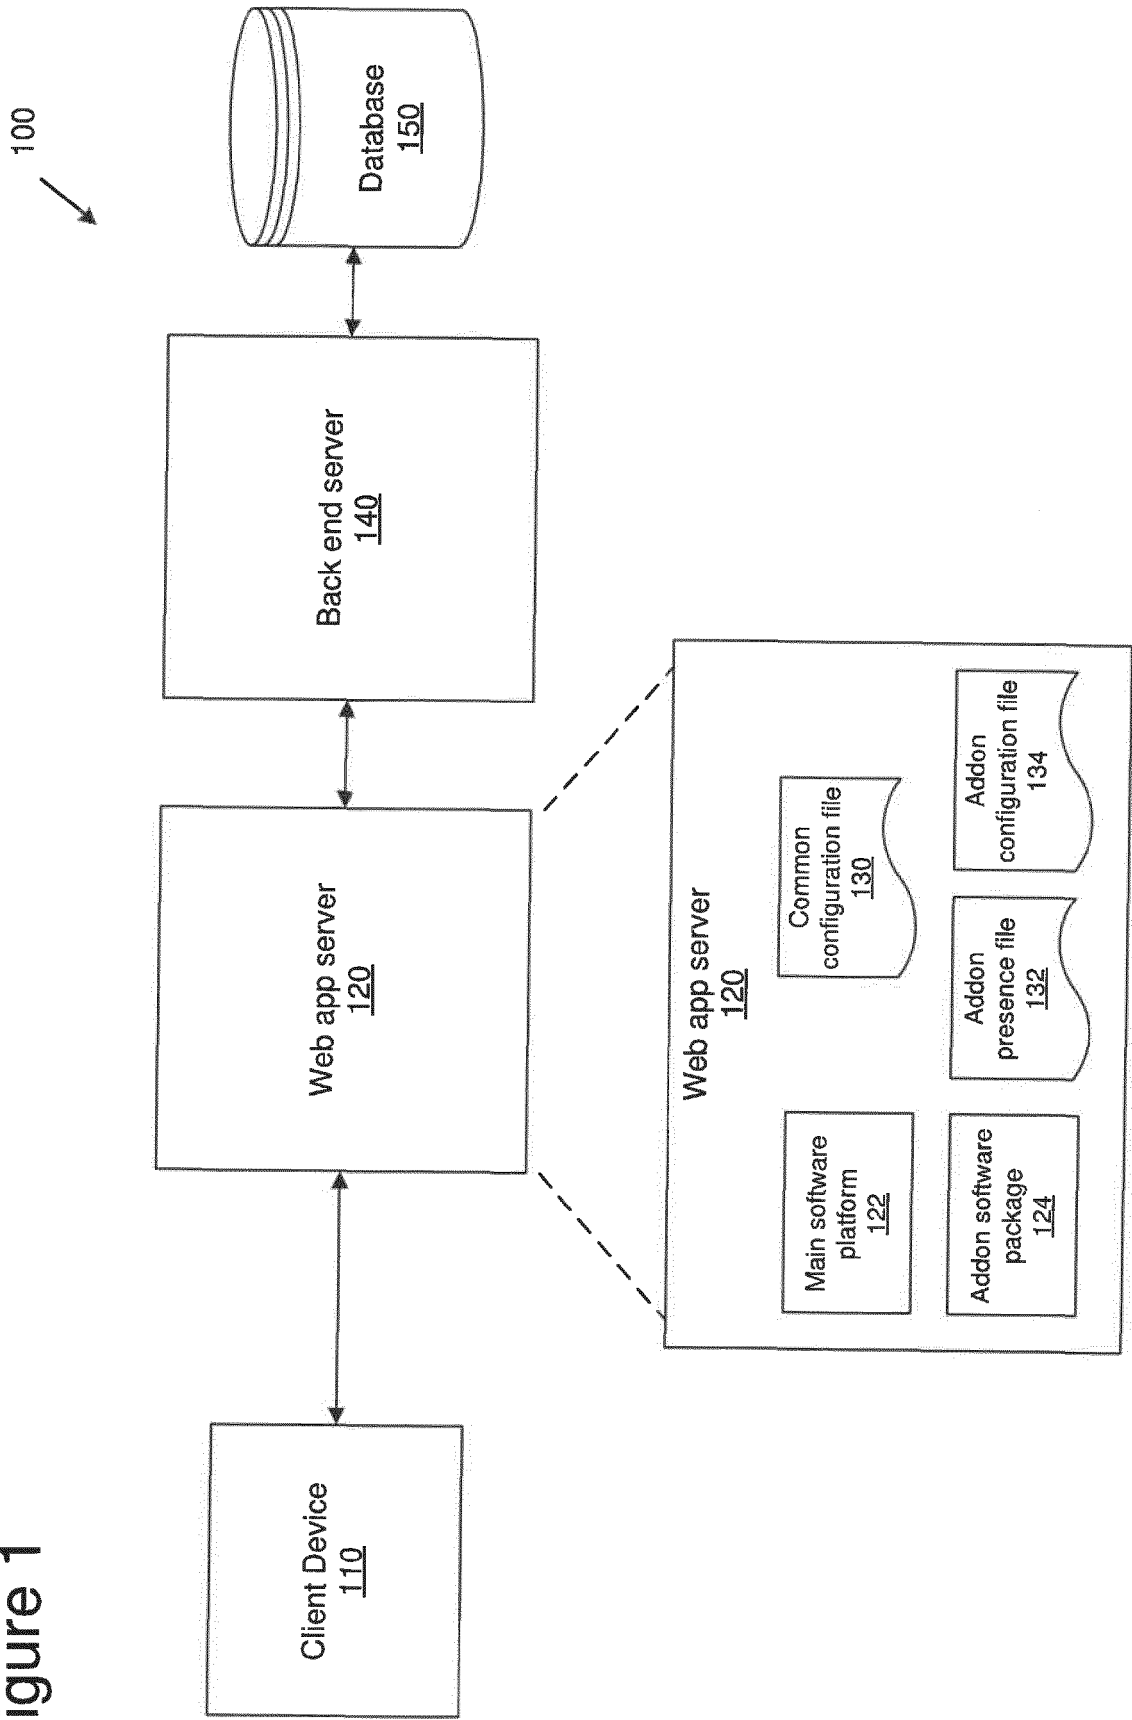 igure 1
100
Client Device
110
Web app server
120
Back end server
140
Database
150
Web app server
120
Main software
platform
122
Common
configuration file
130
Addon software
package
124
Addon
presence file
132
Addon
configuration file
134